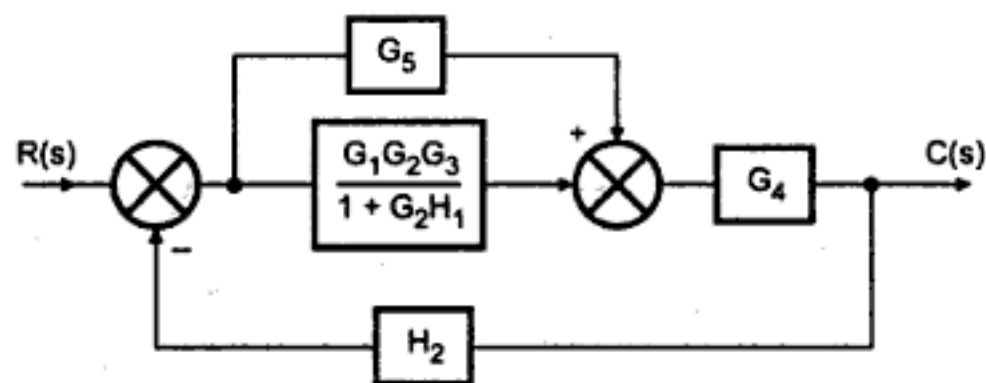 G5
+
R(s)
G1G2G3
1 + G2H1
G4
C(s)
−
H2